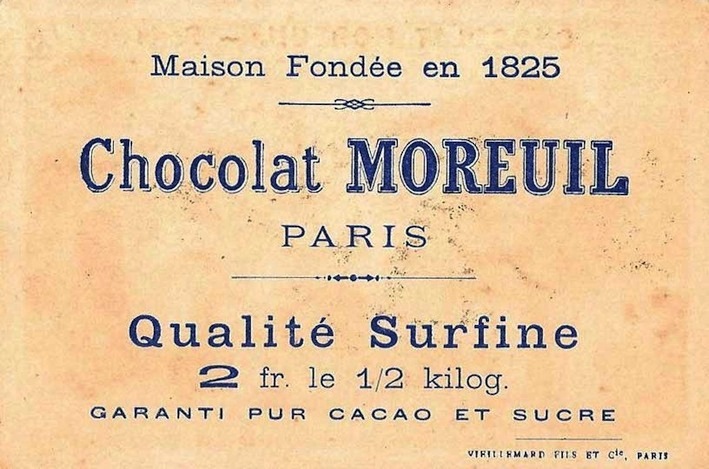 Maison Fondée en 1825
Chocolat MOREUIL
PARIS
Qualité Surfine
2 fr. le 1/2 kilog.
GARANTI PUR CACAO ET SUCRE
VIEILLEMARD FILS ET Cie, PARIS